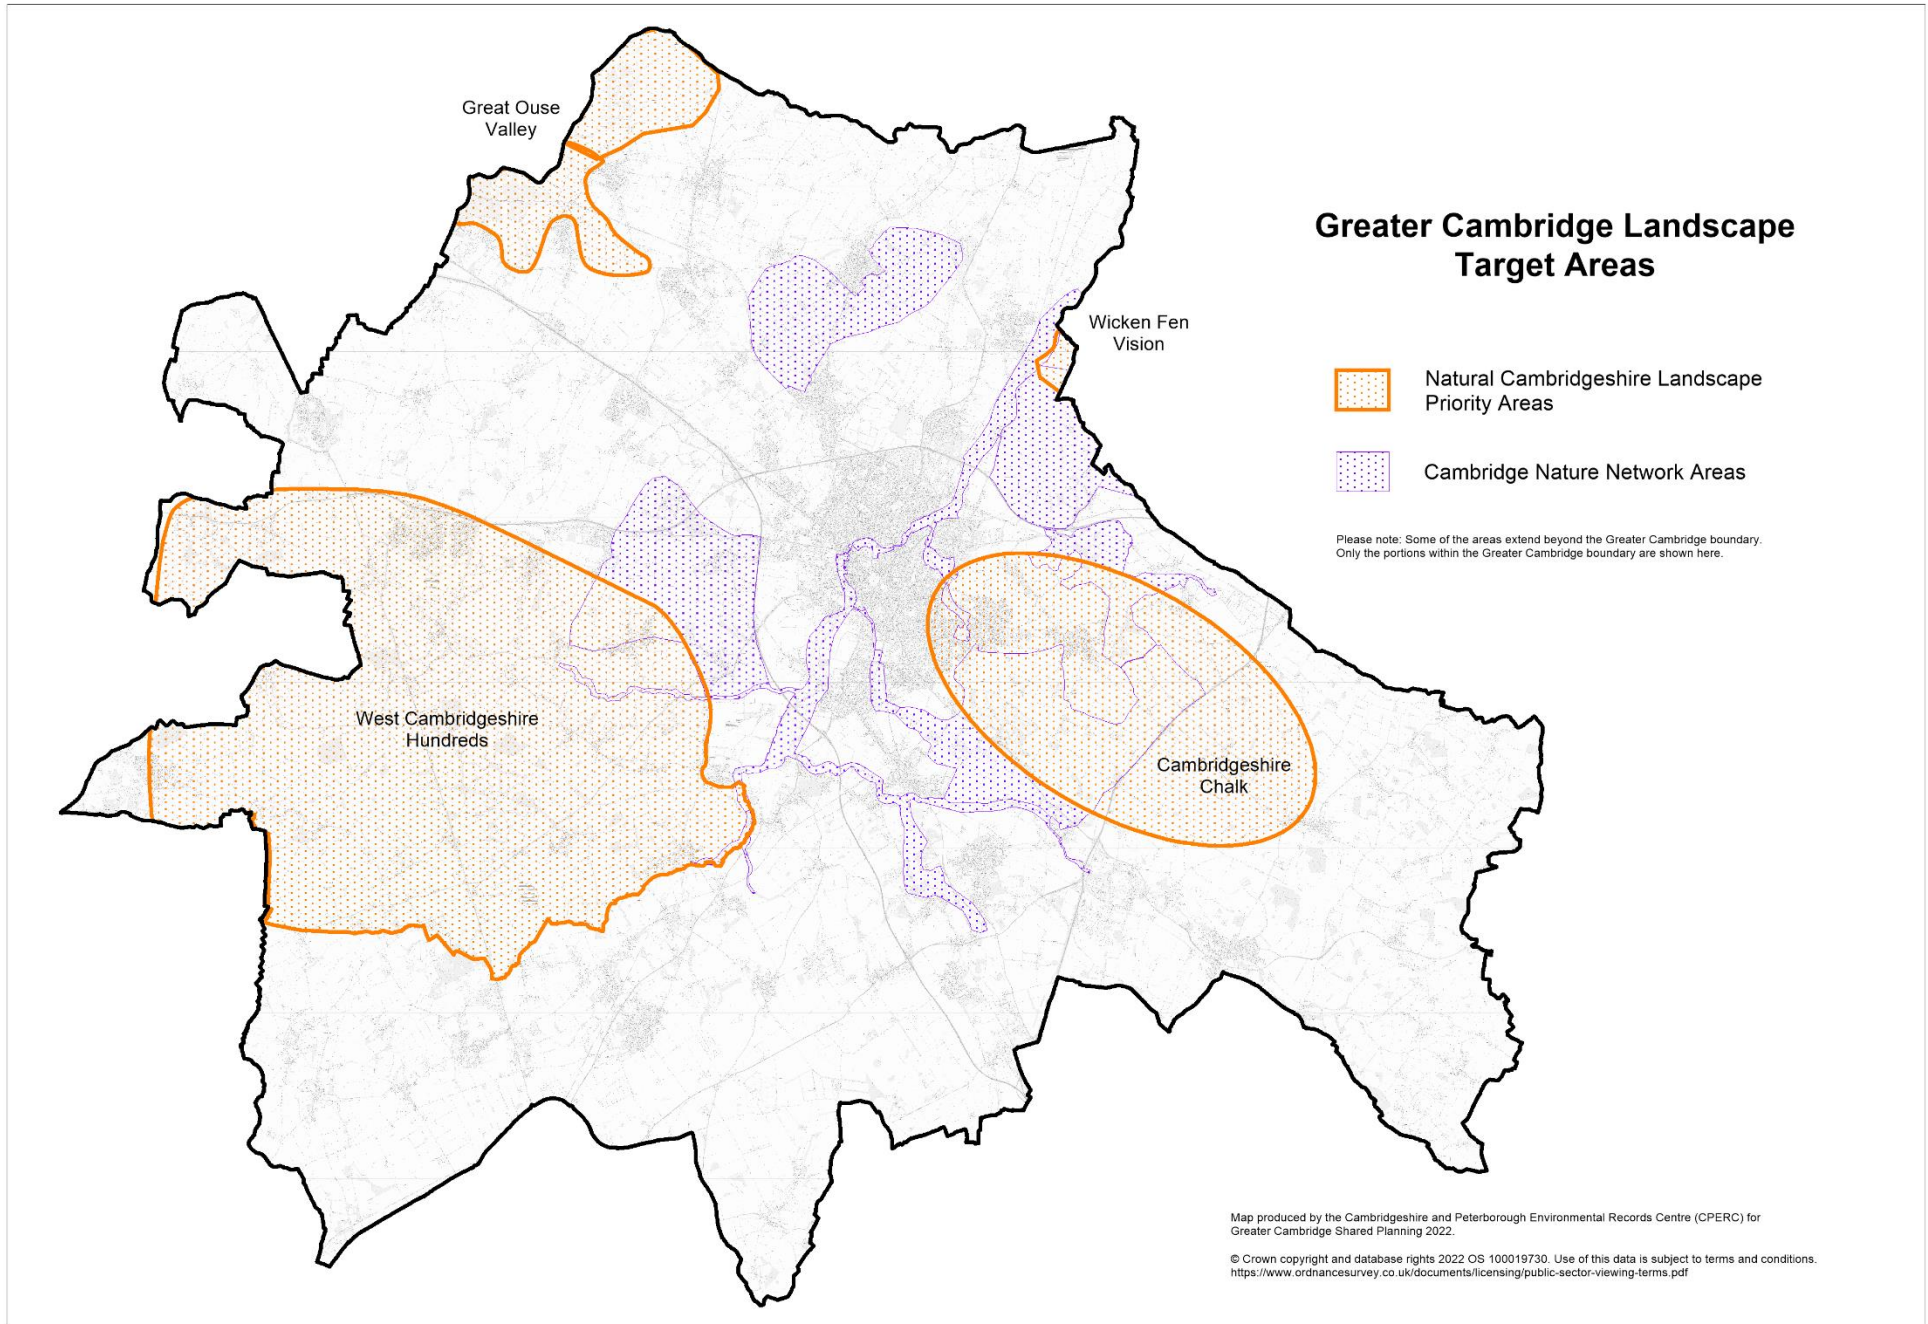 Great Ouse
Valley
Greater Cambridge Landscape
Target Areas
Wicken Fen
Vision
Natural Cambridgeshire Landscape
Priority Areas
Cambridge Nature Network Areas
Please note: Some of the areas extend beyond the Greater Cambridge boundary.
Only the portions within the Greater Cambridge boundary are shown here.
West Cambridgeshire
Hundreds
Cambridgeshire
Chalk
Map produced by the Cambridgeshire and Peterborough Environmental Records Centre (CPERC) for
Greater Cambridge Shared Planning 2022.
© Crown copyright and database rights 2022 OS 100019730. Use of this data is subject to terms and conditions.
https://www.ordnancesurvey.co.uk/documents/licensing/public-sector-viewing-terms.pdf